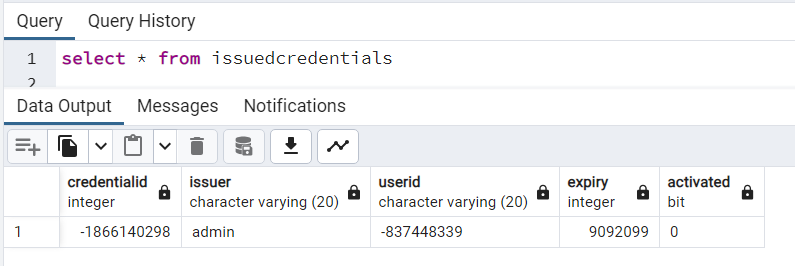 Query Query History
1 select * from issuedcredentials
2
Data Output Messages Notifications
credentialid issuer userid expiry activated
integer character varying (20) character varying (20) integer bit
1 -1866140298 admin -837448339 9092099 0